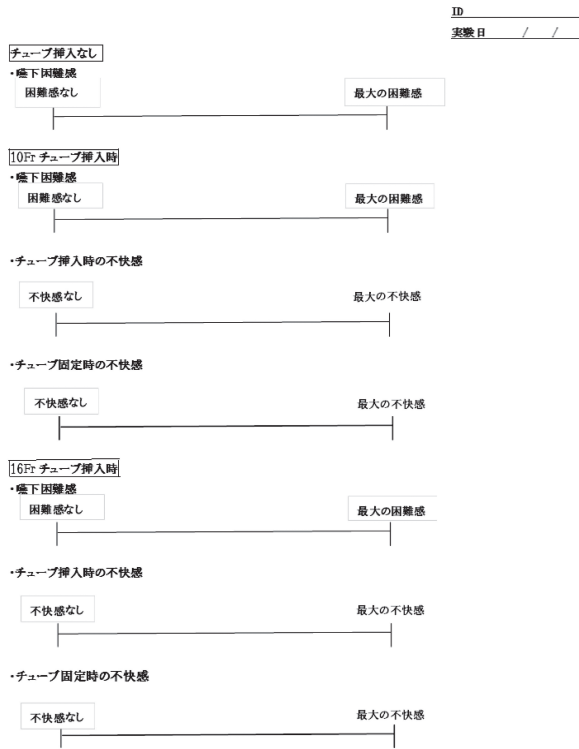 ID
実験日 / /
チューブ挿入なし
・嚥下困難感
困難感なし 最大の困難感
10Fr チューブ挿入時
・嚥下困難感
困難感なし 最大の困難感
・チューブ挿入時の不快感
不快感なし 最大の不快感
・チューブ固定時の不快感
不快感なし 最大の不快感
16Fr チューブ挿入時
・嚥下困難感
困難感なし 最大の困難感
・チューブ挿入時の不快感
不快感なし 最大の不快感
・チューブ固定時の不快感
不快感なし 最大の不快感